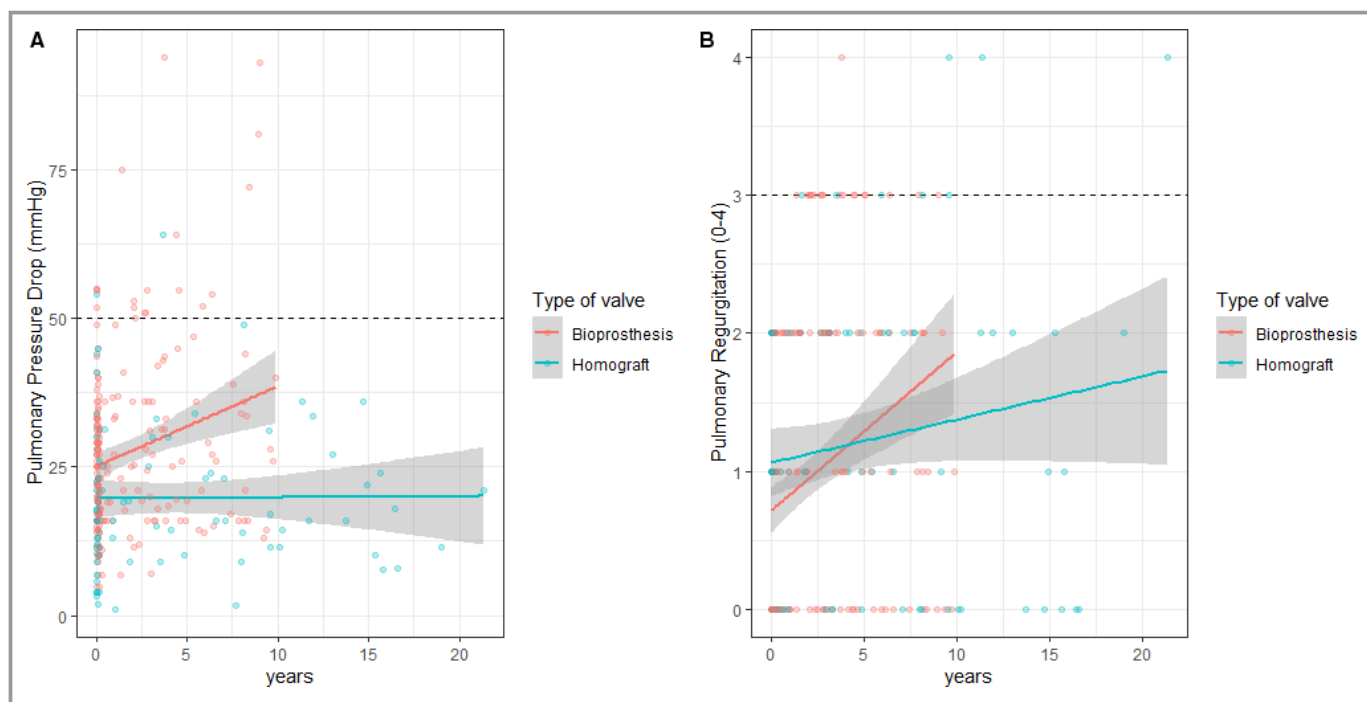 A
Pulmonary Pressure Drop (mmHg)
75
50
25
0
0 5 10 15 20
years
Type of valve
Bioprosthesis
Homograft
B
Pulmonary Regurgitation (0-4)
4
3
2
1
0
0 5 10 15 20
years
Type of valve
Bioprosthesis
Homograft